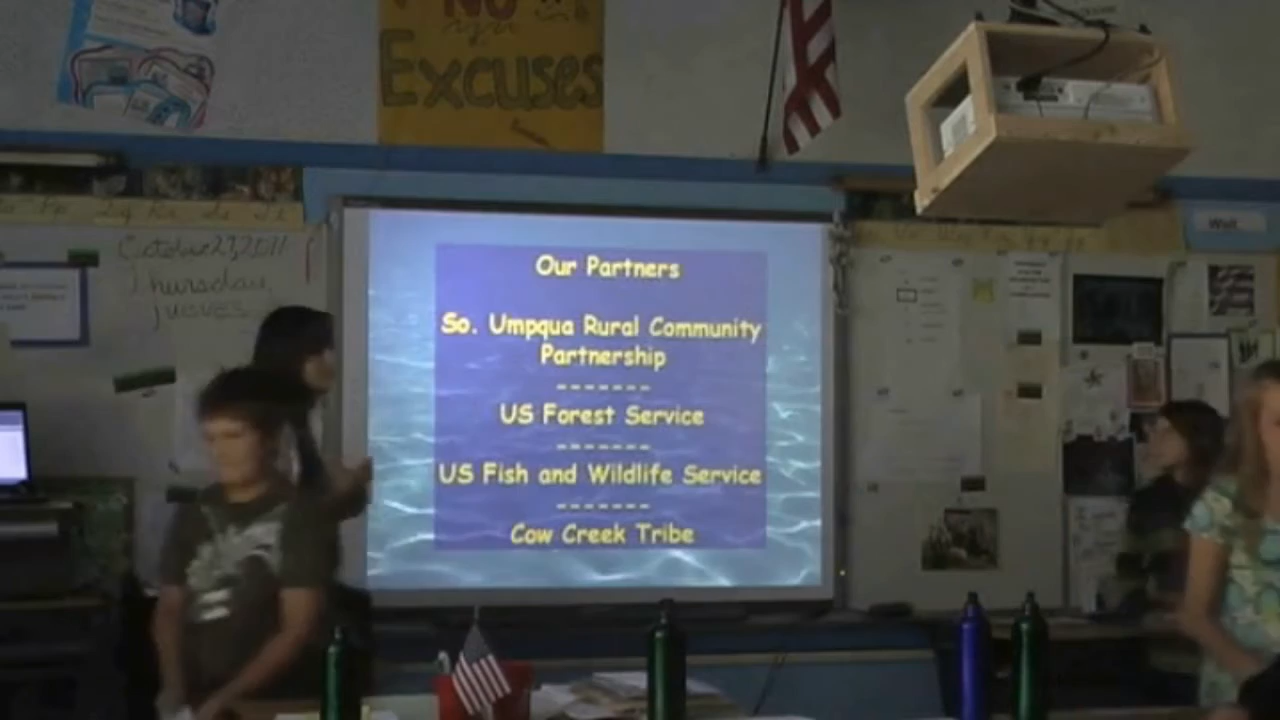 NO
Excuses
October 27, 2011
Thursday
jueves
Our Partners
So. Umpqua Rural Community
Partnership
-------
US Forest Service
-------
US Fish and Wildlife Service
-------
Cow Creek Tribe